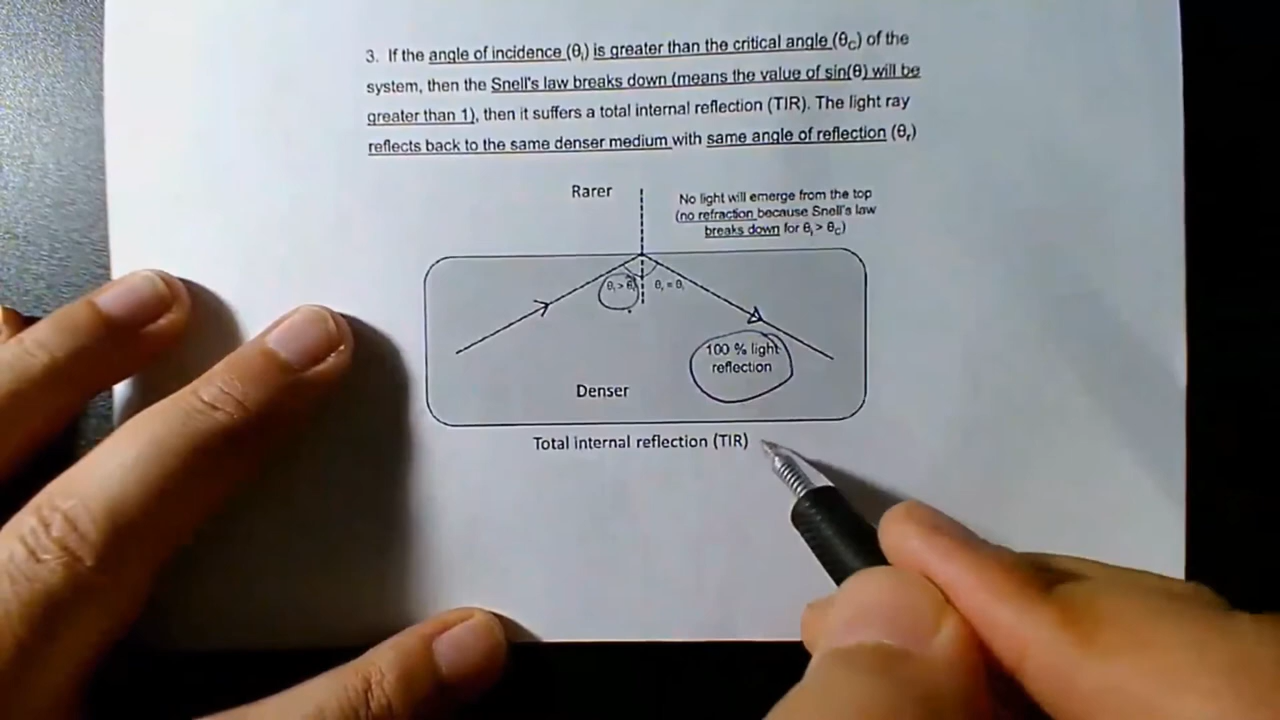 3. If the angle of incidence (θᵢ) is greater than the critical angle (θ_C) of the
system, then the Snell's law breaks down (means the value of sin(θ) will be
greater than 1), then it suffers a total internal reflection (TIR). The light ray
reflects back to the same denser medium with same angle of reflection (θᵣ)
Rarer
No light will emerge from the top
(no refraction because Snell's law
breaks down for θᵢ > θ_C)
θᵢ >
θᵣ = θᵢ
100 % light
reflection
Denser
Total internal reflection (TIR)